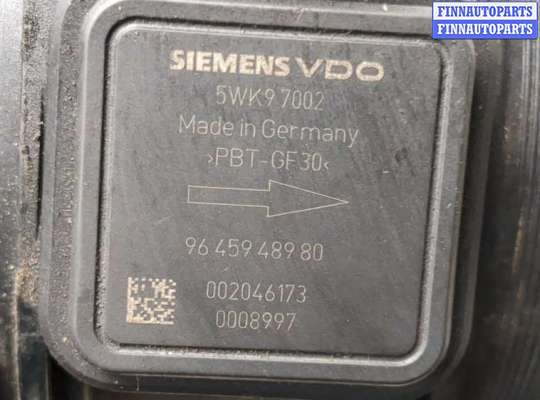 FINNAUTOPARTS
FINNAUTOPARTS
SIEMENS VDO
5WK9 7002
Made in Germany
›PBT-GF30‹
96 459 489 80
002046173
0008997